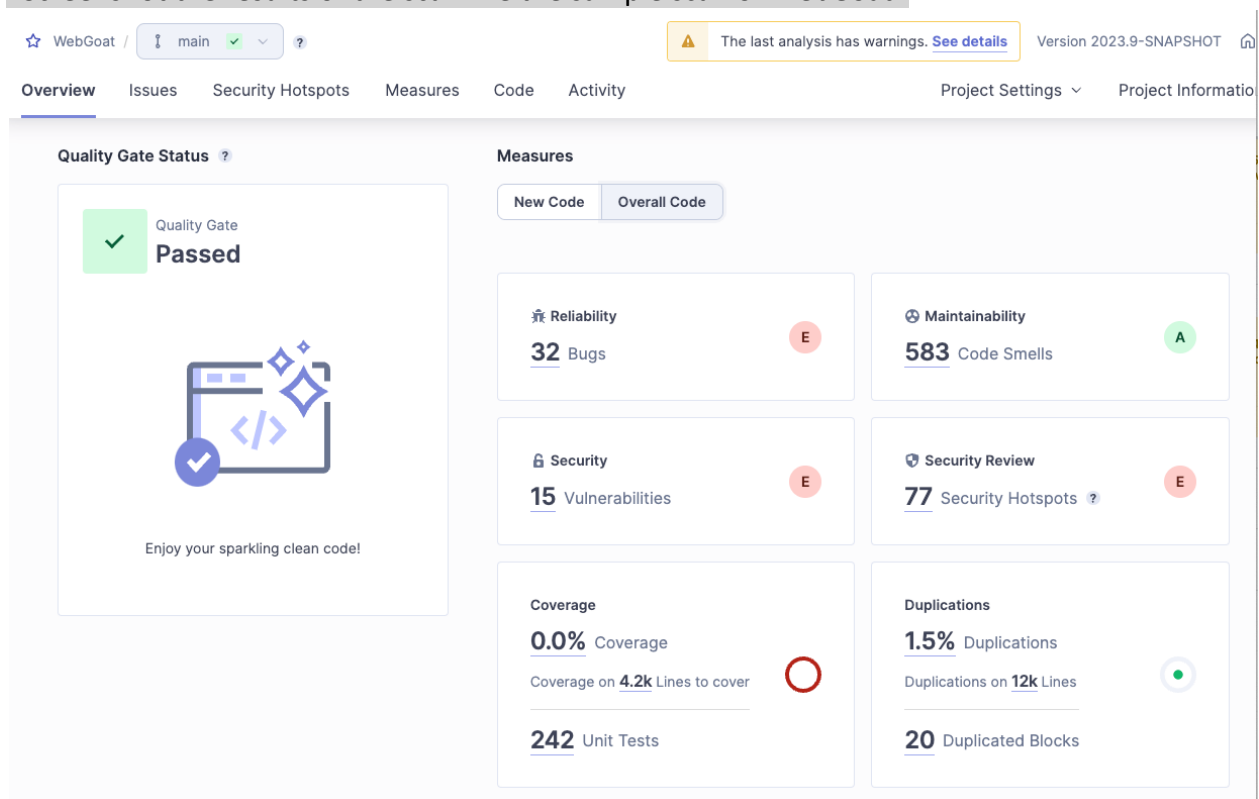 WebGoat / main
The last analysis has warnings. See details
Version 2023.9-SNAPSHOT
Overview Issues Security Hotspots Measures Code Activity
Project Settings Project Informatio
Quality Gate Status ?
Quality Gate
Passed
Enjoy your sparkling clean code!
Measures
New Code Overall Code
Reliability
32 Bugs
E
Maintainability
583 Code Smells
A
Security
15 Vulnerabilities
E
Security Review
77 Security Hotspots ?
E
Coverage
0.0% Coverage
Coverage on 4.2k Lines to cover
242 Unit Tests
Duplications
1.5% Duplications
Duplications on 12k Lines
20 Duplicated Blocks